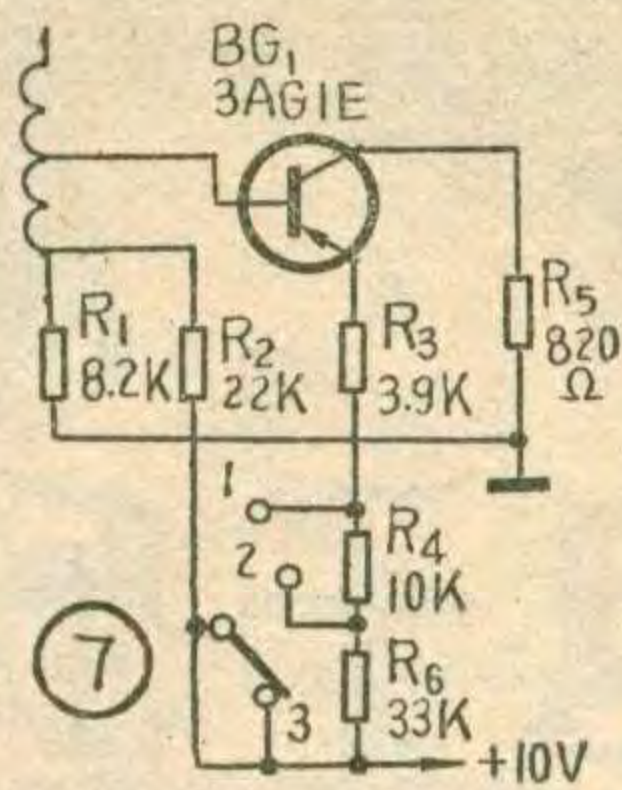 BG₁
3AG1E
R₁
8.2K
R₂
22K
R₃
3.9K
R₅
820
Ω
1
2
R₄
10K
7
3
R₆
33K
+10V